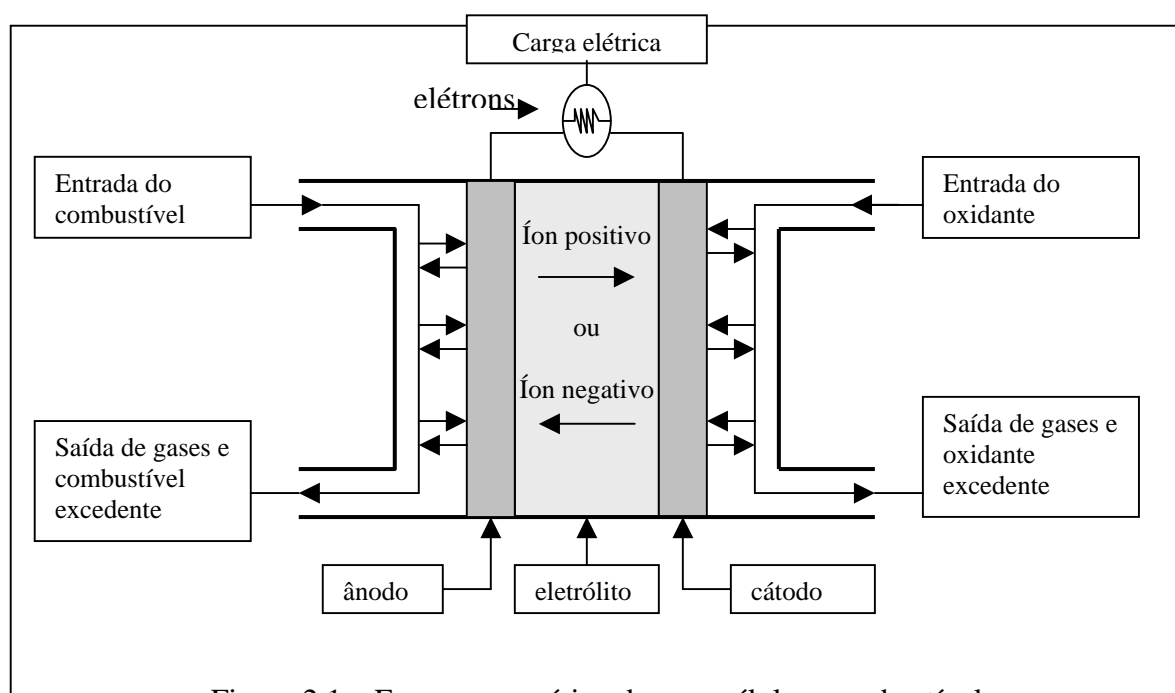 Carga elétrica
elétrons
Entrada do
combustível
Entrada do
oxidante
Íon positivo
ou
Íon negativo
Saída de gases e
combustível
excedente
Saída de gases e
oxidante
excedente
ânodo
eletrólito
cátodo